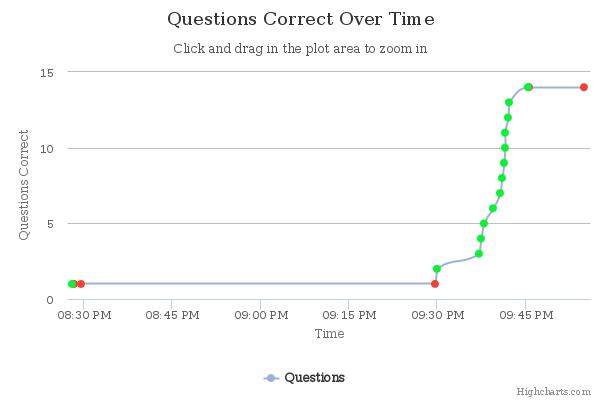 Questions Correct Over Time
Click and drag in the plot area to zoom in
Questions Correct
15
10
5
0
08:30 PM 08:45 PM 09:00 PM 09:15 PM 09:30 PM 09:45 PM
Time
Questions
Highcharts.com